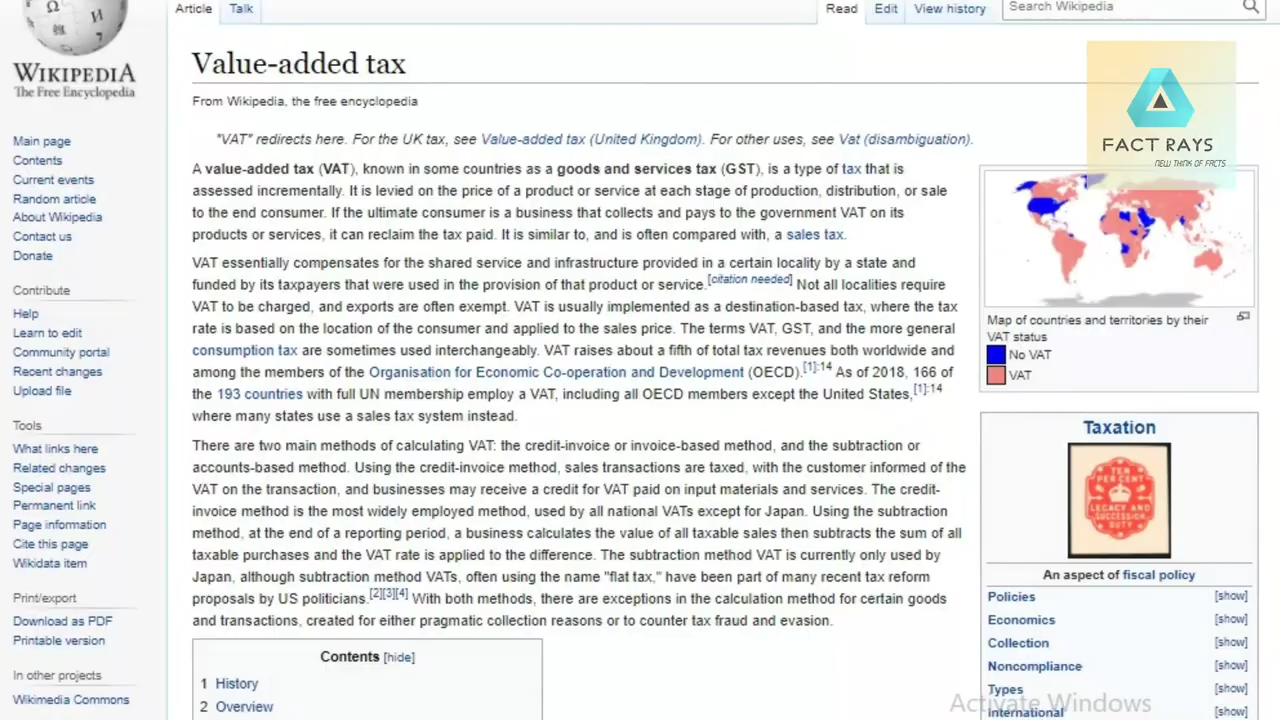 Article
Talk
Read
Edit
View history
Search Wikipedia
WIKIPEDIA
The Free Encyclopedia
Main page
Contents
Current events
Random article
About Wikipedia
Contact us
Donate
Contribute
Help
Learn to edit
Community portal
Recent changes
Upload file
Tools
What links here
Related changes
Special pages
Permanent link
Page information
Cite this page
Wikidata item
Print/export
Download as PDF
Printable version
In other projects
Wikimedia Commons
Value-added tax
From Wikipedia, the free encyclopedia
"VAT" redirects here. For the UK tax, see Value-added tax (United Kingdom). For other uses, see Vat (disambiguation).
A value-added tax (VAT), known in some countries as a goods and services tax (GST), is a type of tax that is
assessed incrementally. It is levied on the price of a product or service at each stage of production, distribution, or sale
to the end consumer. If the ultimate consumer is a business that collects and pays to the government VAT on its
products or services, it can reclaim the tax paid. It is similar to, and is often compared with, a sales tax.
VAT essentially compensates for the shared service and infrastructure provided in a certain locality by a state and
funded by its taxpayers that were used in the provision of that product or service.[citation needed] Not all localities require
VAT to be charged, and exports are often exempt. VAT is usually implemented as a destination-based tax, where the tax
rate is based on the location of the consumer and applied to the sales price. The terms VAT, GST, and the more general
consumption tax are sometimes used interchangeably. VAT raises about a fifth of total tax revenues both worldwide and
among the members of the Organisation for Economic Co-operation and Development (OECD).[1]:14 As of 2018, 166 of
the 193 countries with full UN membership employ a VAT, including all OECD members except the United States,[1]:14
where many states use a sales tax system instead.
There are two main methods of calculating VAT: the credit-invoice or invoice-based method, and the subtraction or
accounts-based method. Using the credit-invoice method, sales transactions are taxed, with the customer informed of the
VAT on the transaction, and businesses may receive a credit for VAT paid on input materials and services. The credit-
invoice method is the most widely employed method, used by all national VATs except for Japan. Using the subtraction
method, at the end of a reporting period, a business calculates the value of all taxable sales then subtracts the sum of all
taxable purchases and the VAT rate is applied to the difference. The subtraction method VAT is currently only used by
Japan, although subtraction method VATs, often using the name "flat tax," have been part of many recent tax reform
proposals by US politicians.[2][3][4] With both methods, there are exceptions in the calculation method for certain goods
and transactions, created for either pragmatic collection reasons or to counter tax fraud and evasion.
Contents [hide]
1 History
2 Overview
FACT RAYS
NEW THINK OF FACTS
Map of countries and territories by their
VAT status
No VAT
VAT
Taxation
TEN
PER CENT
LEGACY AND
SUCCESSION
DUTY
An aspect of fiscal policy
Policies [show]
Economics [show]
Collection [show]
Noncompliance [show]
Types [show]
International [show]
Activate Windows